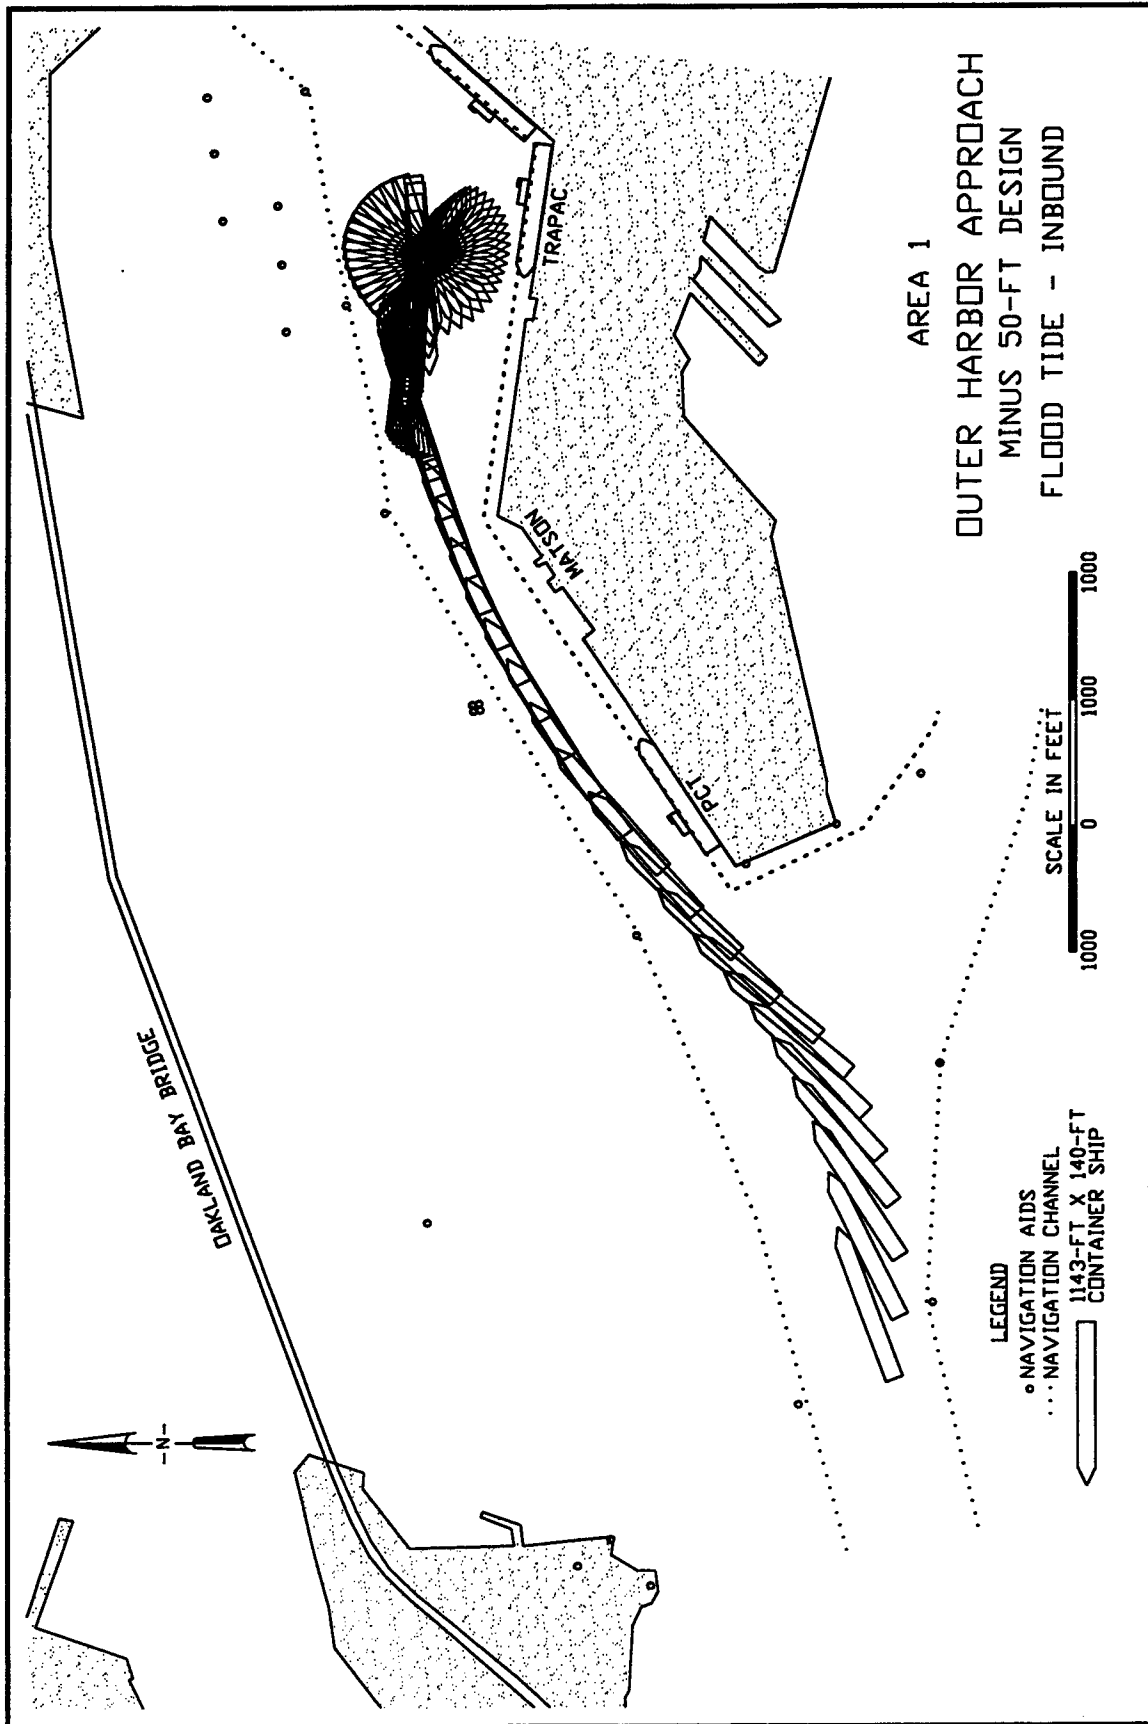 OAKLAND BAY BRIDGE
-N-
TRAPAC
MATSON
PCT
AREA 1
OUTER HARBOR APPROACH
MINUS 50-FT DESIGN
FLOOD TIDE - INBOUND
1000 0 1000 1000
SCALE IN FEET
LEGEND
NAVIGATION AIDS
NAVIGATION CHANNEL
1143-FT X 140-FT
CONTAINER SHIP